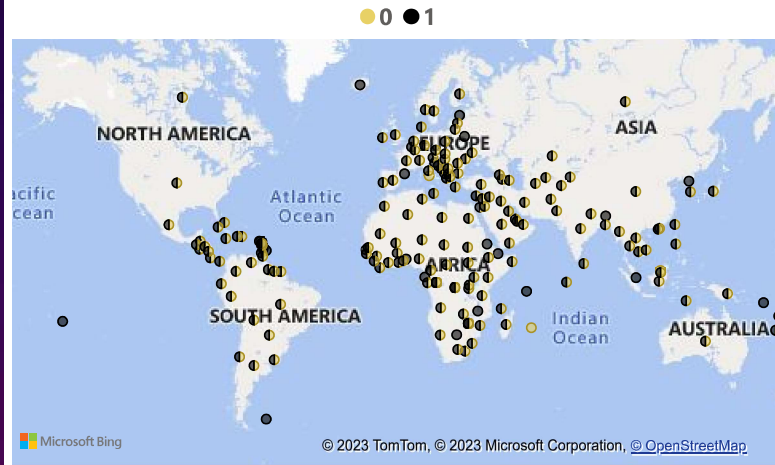 0 1
NORTH AMERICA
EUROPE
ASIA
acific
cean
Atlantic
Ocean
AFRICA
SOUTH AMERICA
Indian
Ocean
AUSTRALIA
Microsoft Bing
© 2023 TomTom, © 2023 Microsoft Corporation, © OpenStreetMap